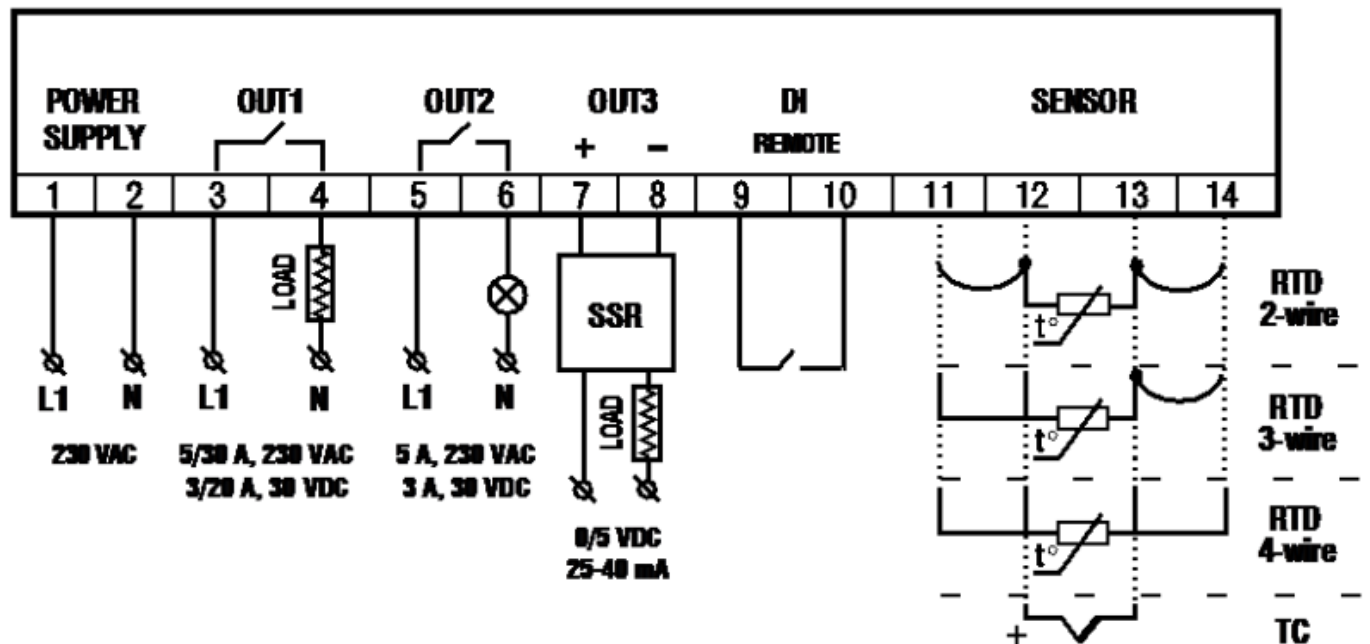 POWER SUPPLY
OUT1
OUT2
OUT3
DI
REMOTE
SENSOR
+ −
1 2 3 4 5 6 7 8 9 10 11 12 13 14
LOAD
SSR
LOAD
L1 N L1 N L1 N
230 VAC
5/30 A, 230 VAC
3/20 A, 30 VDC
5 A, 230 VAC
3 A, 30 VDC
0/5 VDC
25-40 mA
t°
RTD
2-wire
t°
RTD
3-wire
t°
RTD
4-wire
+
TC